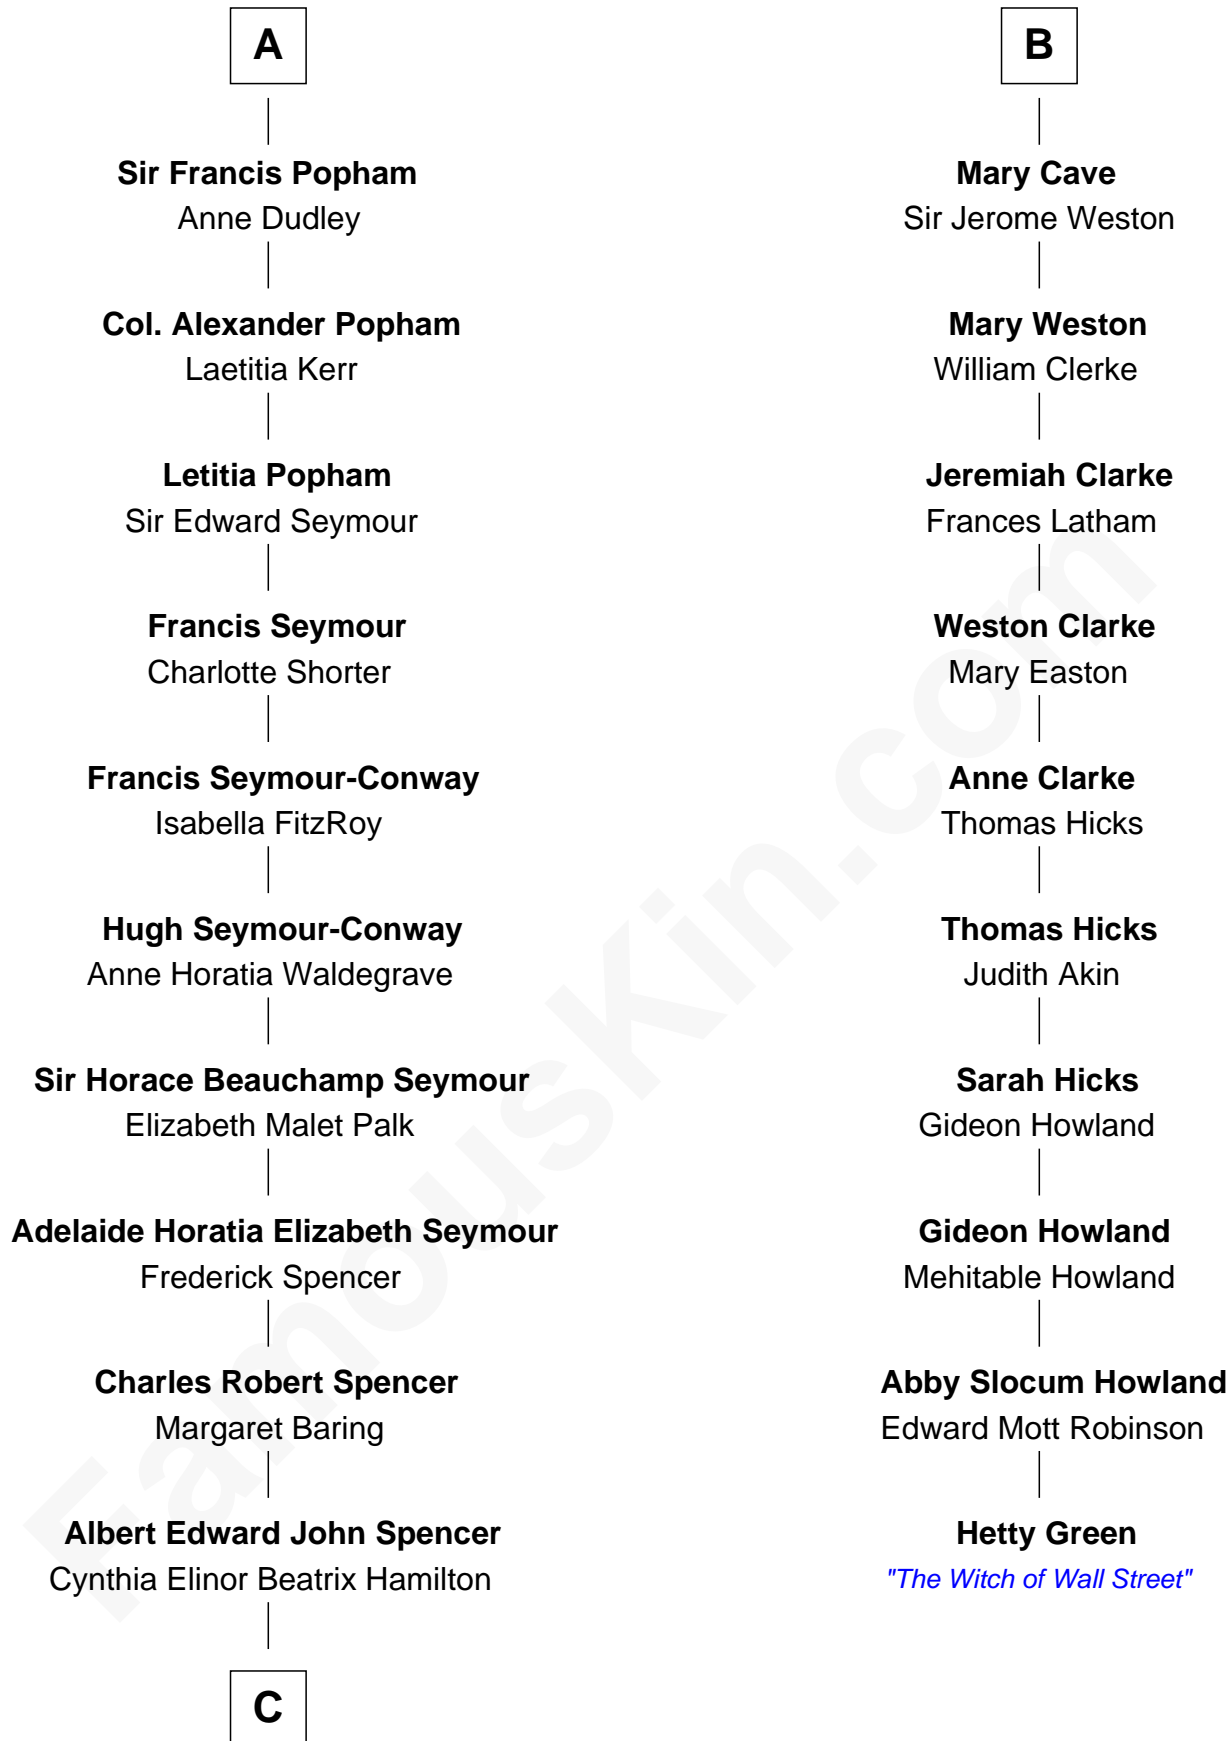 A
Sir Francis Popham
Anne Dudley
Col. Alexander Popham
Laetitia Kerr
Letitia Popham
Sir Edward Seymour
Francis Seymour
Charlotte Shorter
Francis Seymour-Conway
Isabella FitzRoy
Hugh Seymour-Conway
Anne Horatia Waldegrave
Sir Horace Beauchamp Seymour
Elizabeth Malet Palk
Adelaide Horatia Elizabeth Seymour
Frederick Spencer
Charles Robert Spencer
Margaret Baring
Albert Edward John Spencer
Cynthia Elinor Beatrix Hamilton
C
B
Mary Cave
Sir Jerome Weston
Mary Weston
William Clerke
Jeremiah Clarke
Frances Latham
Weston Clarke
Mary Easton
Anne Clarke
Thomas Hicks
Thomas Hicks
Judith Akin
Sarah Hicks
Gideon Howland
Gideon Howland
Mehitable Howland
Abby Slocum Howland
Edward Mott Robinson
Hetty Green
"The Witch of Wall Street"
FamousKin.com